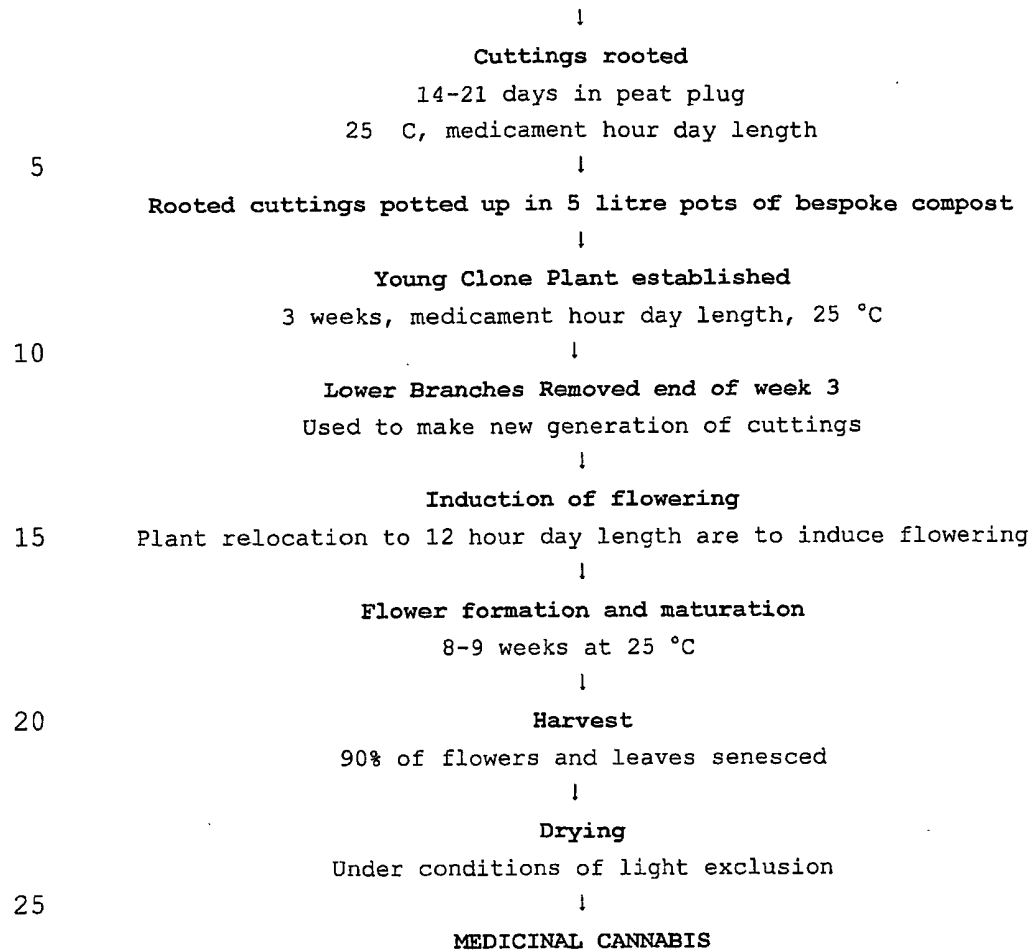 ↓
Cuttings rooted
14-21 days in peat plug
25 C, medicament hour day length
5 ↓
Rooted cuttings potted up in 5 litre pots of bespoke compost
↓
Young Clone Plant established
3 weeks, medicament hour day length, 25 °C
10 ↓
Lower Branches Removed end of week 3
Used to make new generation of cuttings
↓
Induction of flowering
15 Plant relocation to 12 hour day length are to induce flowering
↓
Flower formation and maturation
8-9 weeks at 25 °C
↓
20 Harvest
90% of flowers and leaves senesced
↓
Drying
Under conditions of light exclusion
25 ↓
MEDICINAL CANNABIS